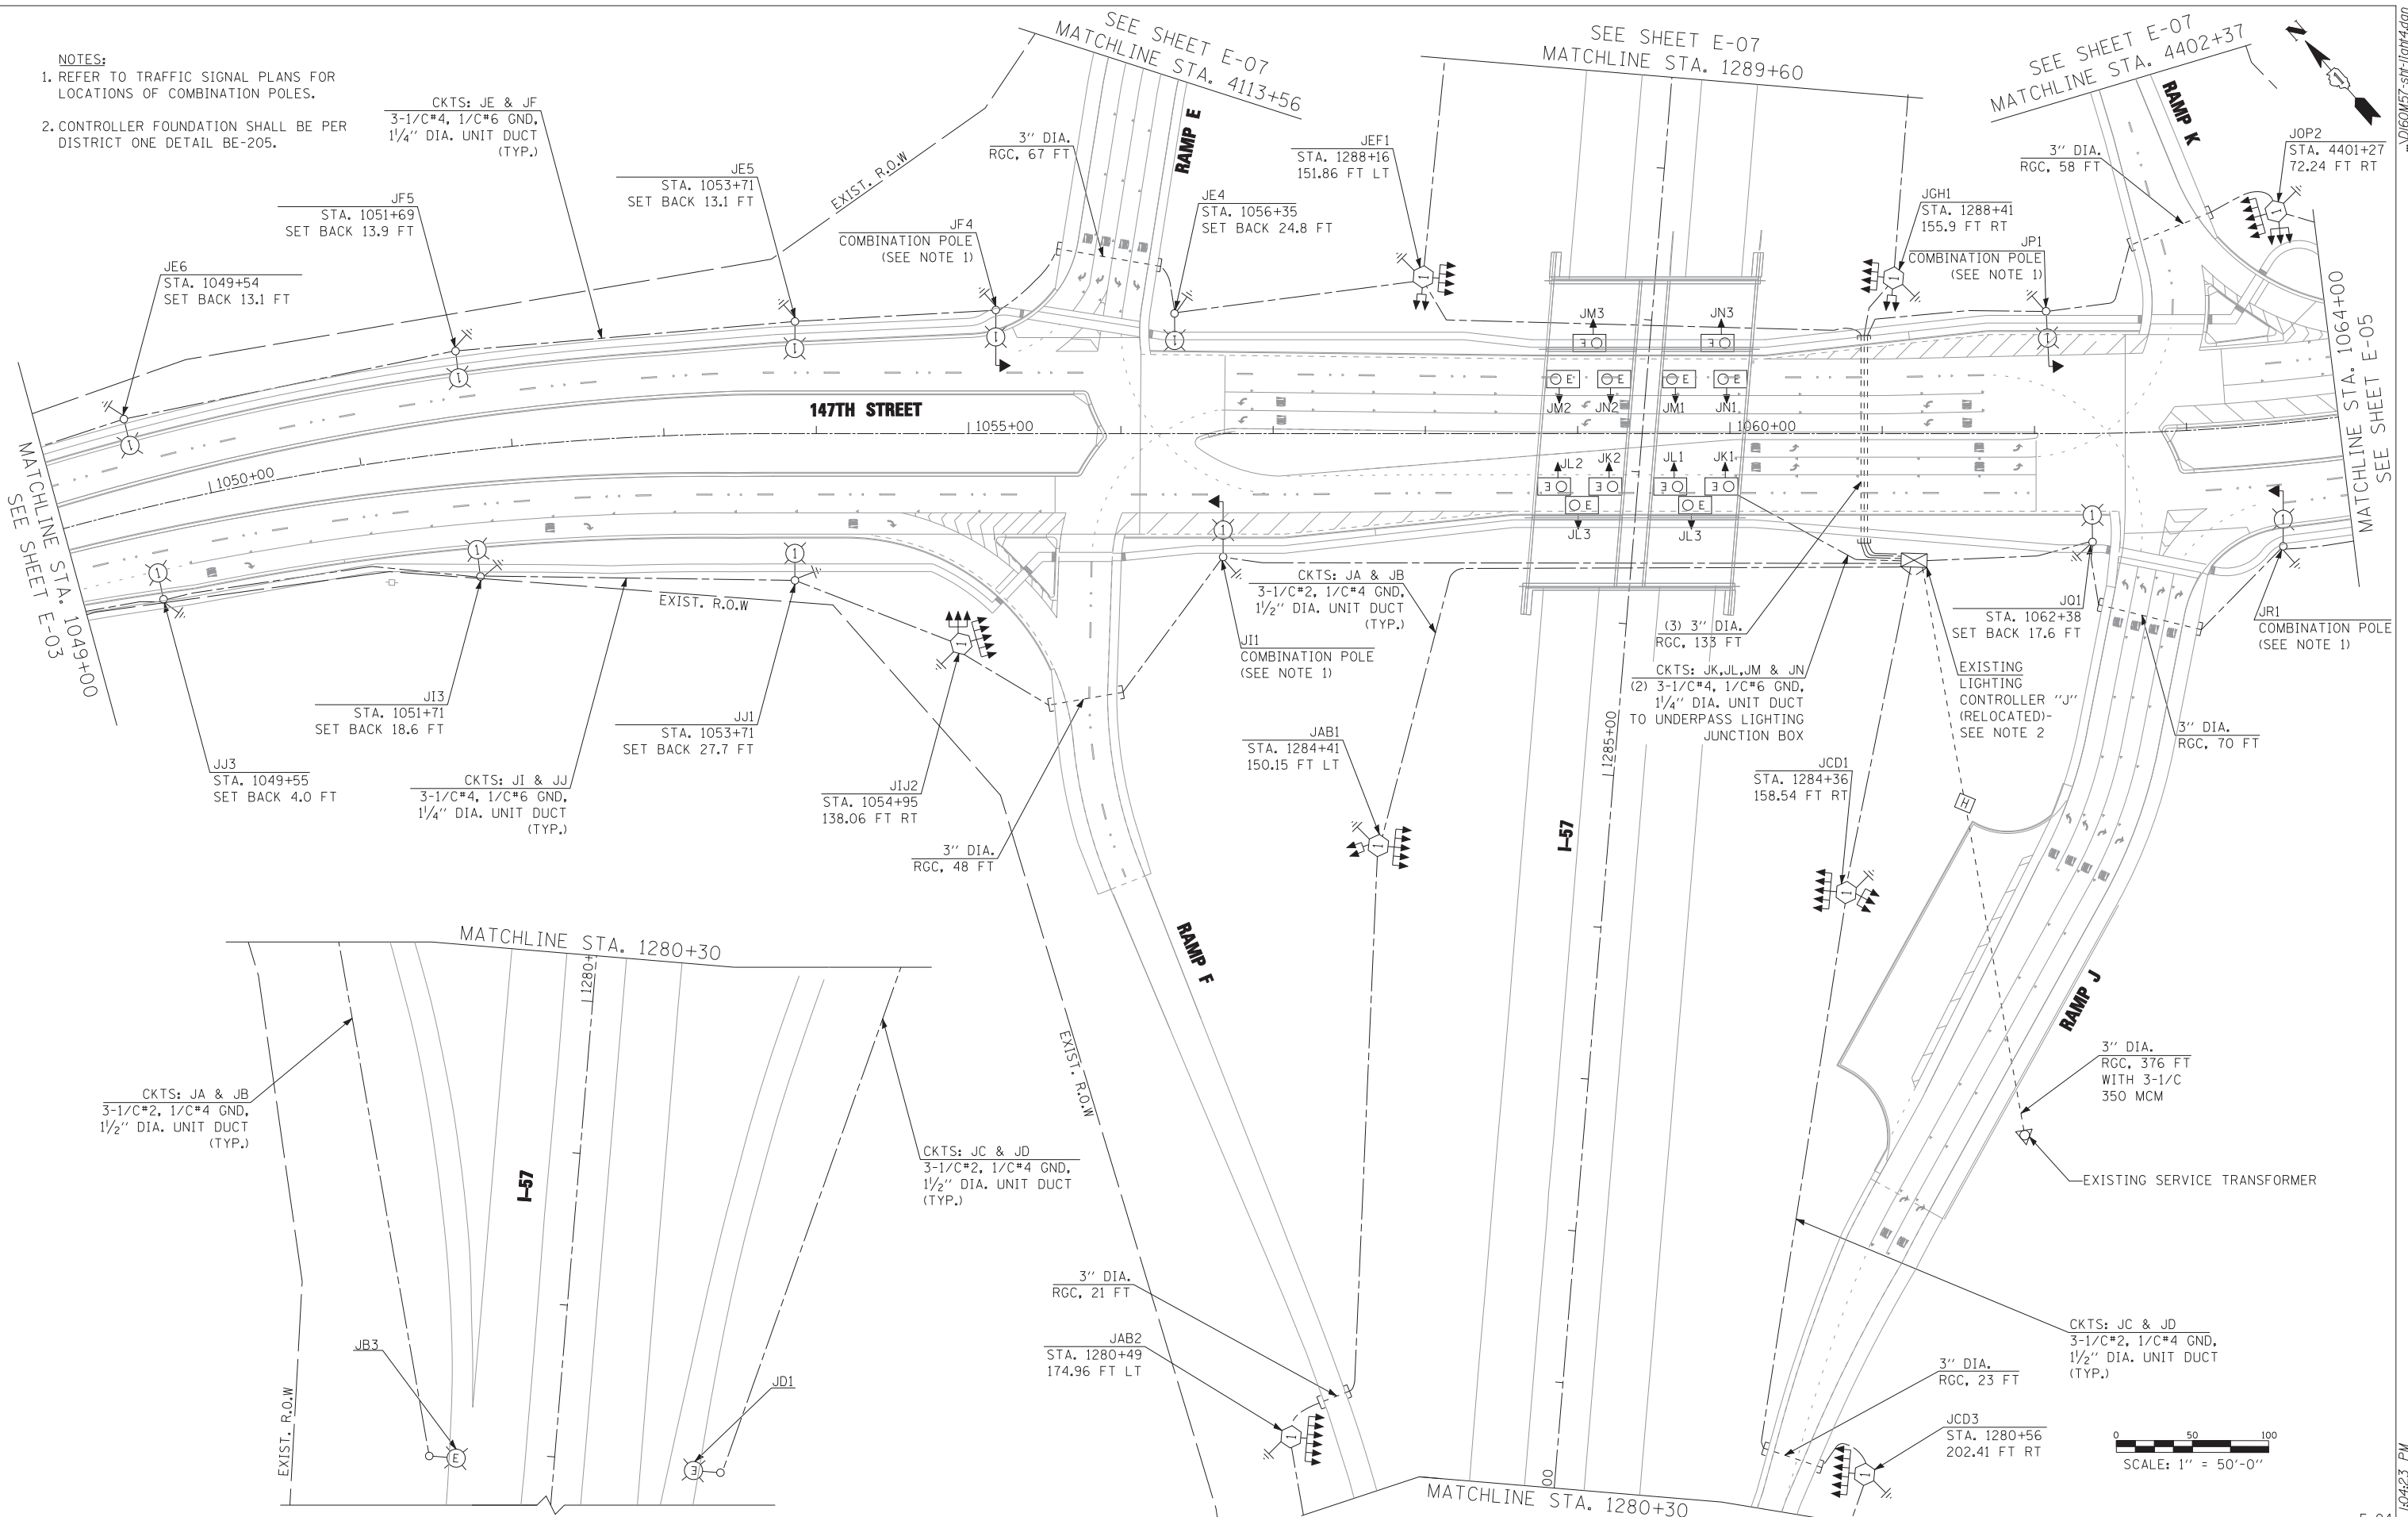 NOTES:
1. REFER TO TRAFFIC SIGNAL PLANS FOR
LOCATIONS OF COMBINATION POLES.
2. CONTROLLER FOUNDATION SHALL BE PER
DISTRICT ONE DETAIL BE-205.
CKTS: JE & JF
3-1/C#4, 1/C#6 GND,
1 1/4'' DIA. UNIT DUCT
(TYP.)
SEE SHEET E-07
MATCHLINE STA. 4113+56
SEE SHEET E-07
MATCHLINE STA. 1289+60
SEE SHEET E-07
MATCHLINE STA. 4402+37
N
JE6
STA. 1049+54
SET BACK 13.1 FT
JF5
STA. 1051+69
SET BACK 13.9 FT
JE5
STA. 1053+71
SET BACK 13.1 FT
EXIST. R.O.W
JF4
COMBINATION POLE
(SEE NOTE 1)
3'' DIA.
RGC, 67 FT
RAMP E
JE4
STA. 1056+35
SET BACK 24.8 FT
JEF1
STA. 1288+16
151.86 FT LT
JGH1
STA. 1288+41
155.9 FT RT
JP1
COMBINATION POLE
(SEE NOTE 1)
3'' DIA.
RGC, 58 FT
RAMP K
JOP2
STA. 4401+27
72.24 FT RT
JM3
JN3
E
E
E
E
E
E
JM2
JN2
JM1
JN1
147TH STREET
1050+00
1055+00
1060+00
JL2
JK2
JL1
JK1
E
E
E
E
E
E
JL3
JL3
MATCHLINE STA. 1049+00
SEE SHEET E-03
MATCHLINE STA. 1064+00
SEE SHEET E-05
JJ3
STA. 1049+55
SET BACK 4.0 FT
JI3
STA. 1051+71
SET BACK 18.6 FT
EXIST. R.O.W
CKTS: JI & JJ
3-1/C#4, 1/C#6 GND,
1 1/4'' DIA. UNIT DUCT
(TYP.)
JJ1
STA. 1053+71
SET BACK 27.7 FT
JIJ2
STA. 1054+95
138.06 FT RT
3'' DIA.
RGC, 48 FT
JI1
COMBINATION POLE
(SEE NOTE 1)
CKTS: JA & JB
3-1/C#2, 1/C#4 GND,
1 1/2'' DIA. UNIT DUCT
(TYP.)
(3) 3'' DIA.
RGC, 133 FT
CKTS: JK,JL,JM & JN
(2) 3-1/C#4, 1/C#6 GND,
1 1/4'' DIA. UNIT DUCT
TO UNDERPASS LIGHTING
JUNCTION BOX
JQ1
STA. 1062+38
SET BACK 17.6 FT
EXISTING
LIGHTING
CONTROLLER "J"
(RELOCATED)-
SEE NOTE 2
JR1
COMBINATION POLE
(SEE NOTE 1)
3'' DIA.
RGC, 70 FT
JAB1
STA. 1284+41
150.15 FT LT
1285+00
I-57
JCD1
STA. 1284+36
158.54 FT RT
H
RAMP F
RAMP J
MATCHLINE STA. 1280+30
1280+
CKTS: JA & JB
3-1/C#2, 1/C#4 GND,
1 1/2'' DIA. UNIT DUCT
(TYP.)
I-57
CKTS: JC & JD
3-1/C#2, 1/C#4 GND,
1 1/2'' DIA. UNIT DUCT
(TYP.)
EXIST. R.O.W
3'' DIA.
RGC, 376 FT
WITH 3-1/C
350 MCM
EXISTING SERVICE TRANSFORMER
JB3
E
JD1
E
EXIST. R.O.W
3'' DIA.
RGC, 21 FT
JAB2
STA. 1280+49
174.96 FT LT
00
MATCHLINE STA. 1280+30
CKTS: JC & JD
3-1/C#2, 1/C#4 GND,
1 1/2'' DIA. UNIT DUCT
(TYP.)
3'' DIA.
RGC, 23 FT
JCD3
STA. 1280+56
202.41 FT RT
0 50 100
SCALE: 1'' = 50'-0''